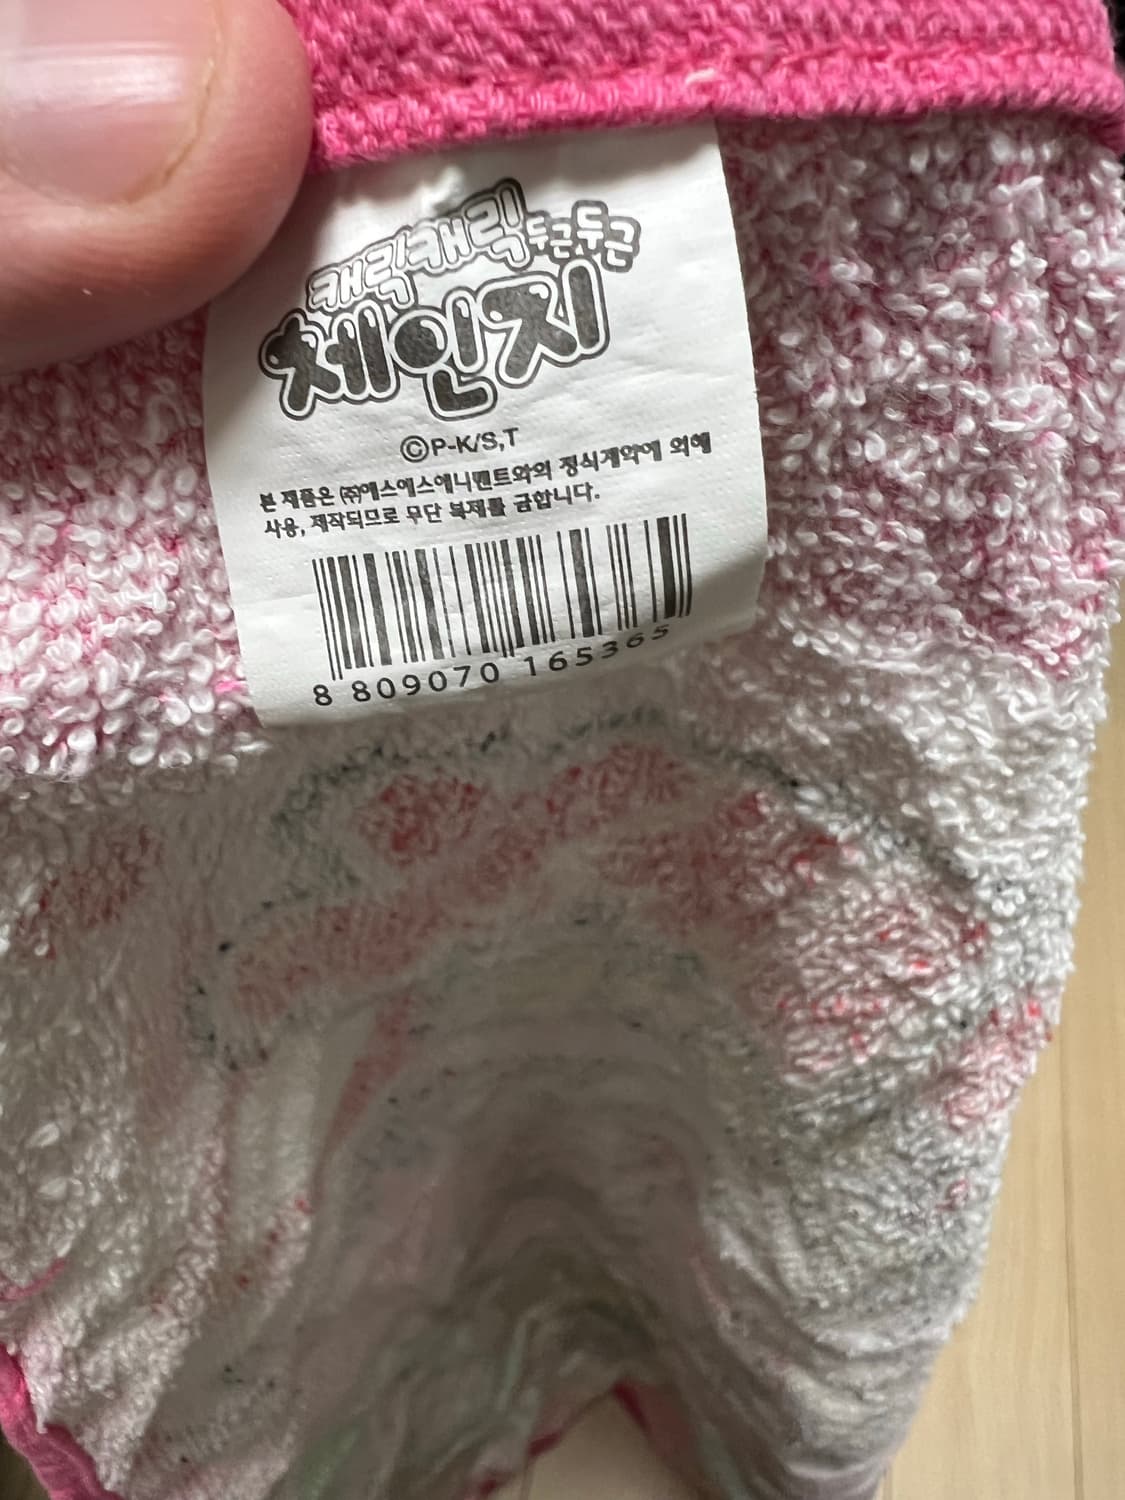 캐릭캐릭 두근두근
체인지
©P-K/S,T
본 제품은 ㈜에스에스애니멘트와의 정식계약에 의해
사용, 제작되므로 무단 복제를 금합니다.
8 809070 165365